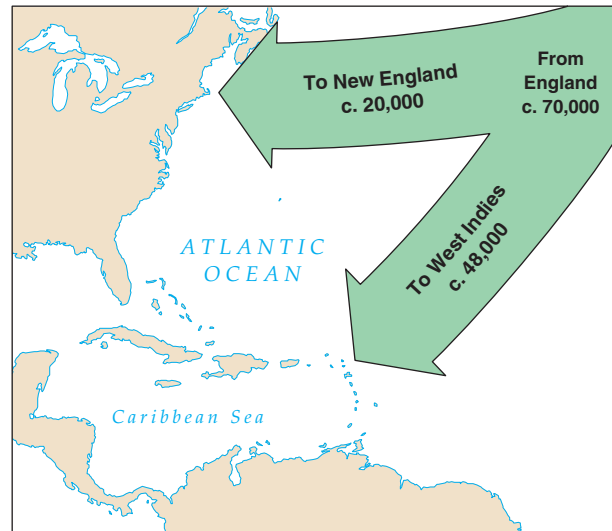 From
England
c. 70,000
To New England
c. 20,000
To West Indies
c. 48,000
ATLANTIC
OCEAN
Caribbean Sea